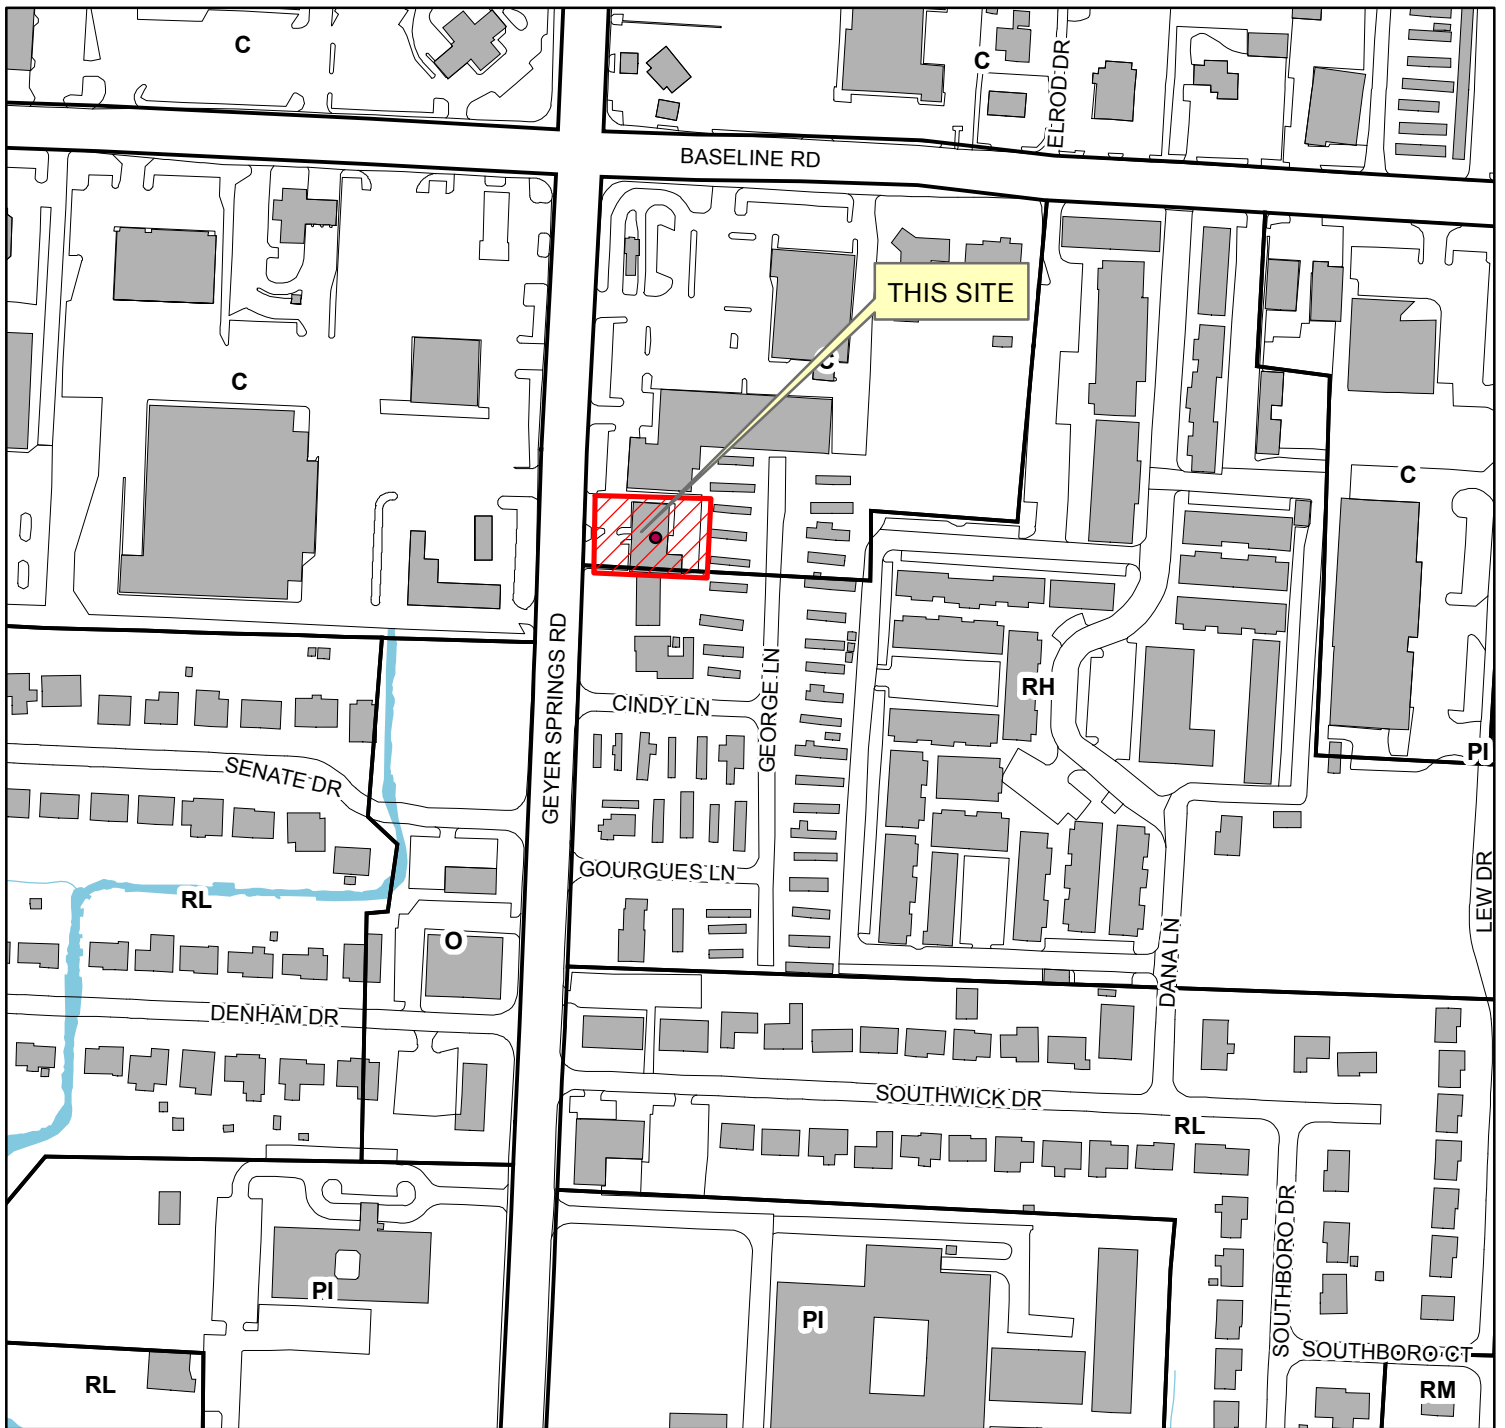 C
C
ELROD DR
BASELINE RD
THIS SITE
C
C
C
GEYER SPRINGS RD
CINDY LN
GEORGE LN
RH
PI
SENATE DR
GOURGUES LN
RL
O
LEW DR
DANA LN
DENHAM DR
SOUTHWICK DR
RL
SOUTHBORO DR
PI
PI
SOUTHBORO CT
RL
RM